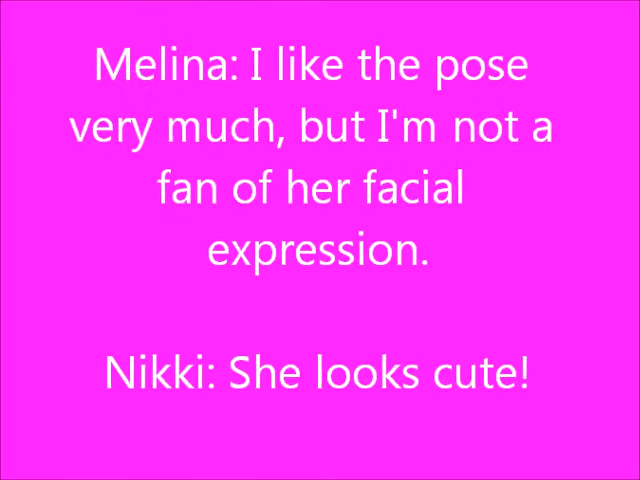 Melina: I like the pose
very much, but I'm not a
fan of her facial
expression.
Nikki: She looks cute!